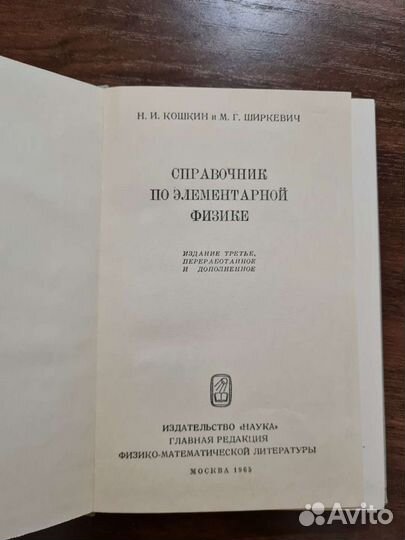 Н. И. КОШКИН и М. Г. ШИРКЕВИЧ
СПРАВОЧНИК
ПО ЭЛЕМЕНТАРНОЙ
ФИЗИКЕ
ИЗДАНИЕ ТРЕТЬЕ,
ПЕРЕРАБОТАННОЕ
И ДОПОЛНЕННОЕ
ИЗДАТЕЛЬСТВО «НАУКА»
ГЛАВНАЯ РЕДАКЦИЯ
ФИЗИКО-МАТЕМАТИЧЕСКОЙ ЛИТЕРАТУРЫ
МОСКВА 1965
Avito